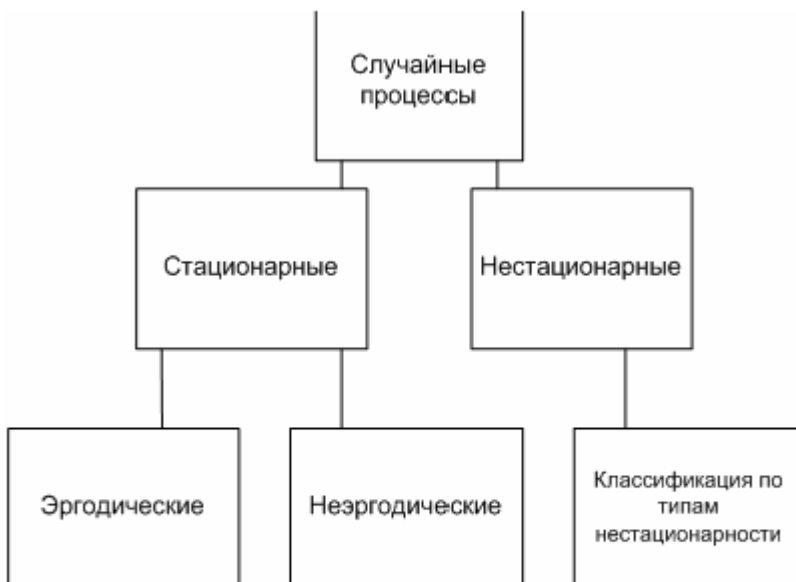 Случайные
процессы
Стационарные
Нестационарные
Эргодические
Неэргодические
Классификация по
типам
нестационарности